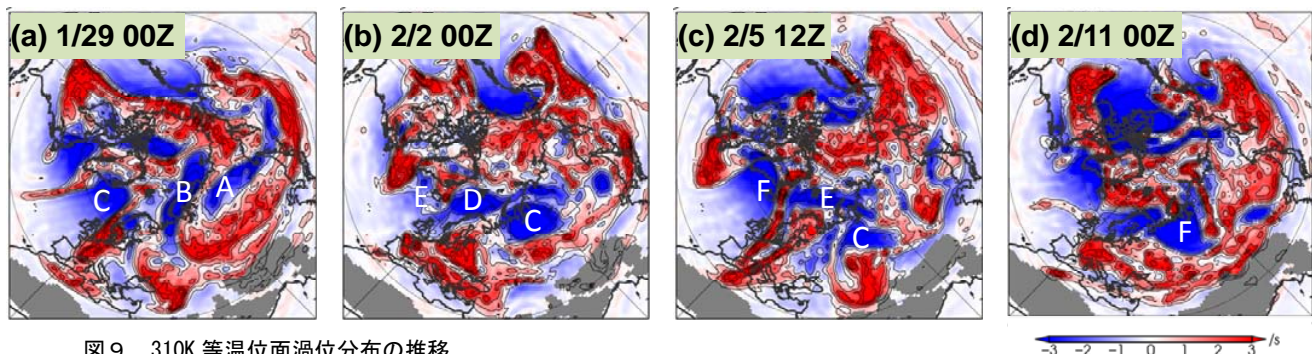 (a) 1/29 00Z
(b) 2/2 00Z
(c) 2/5 12Z
(d) 2/11 00Z
C B A
E D C
F E C
F
図9 310K 等温位面渦位分布の推移
-3 -2 -1 0 1 2 3 /s